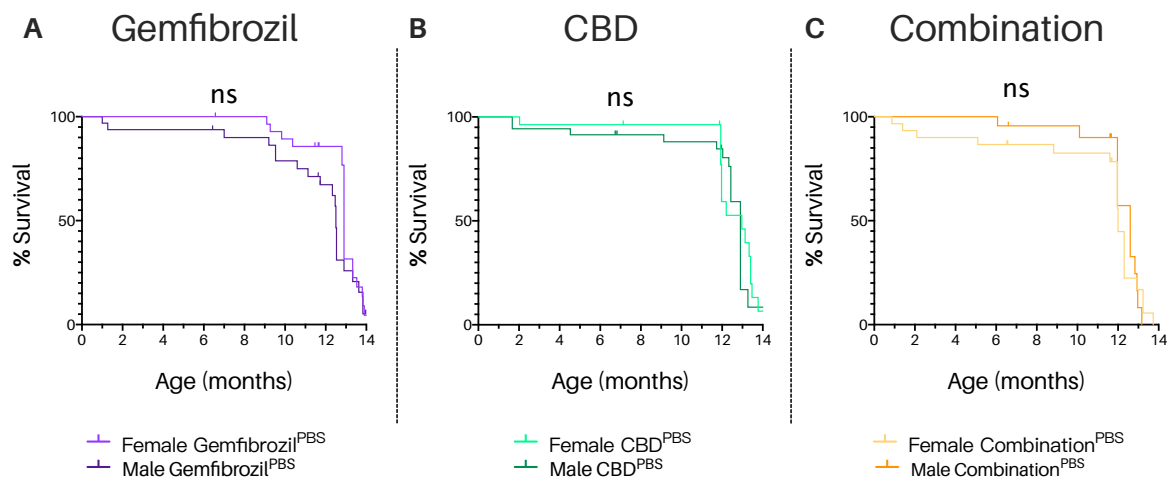 A Gemfibrozil
ns
% Survival
100
50
0
0 2 4 6 8 10 12 14
Age (months)
Female Gemfibrozil^PBS
Male Gemfibrozil^PBS
B CBD
ns
% Survival
100
50
0
0 2 4 6 8 10 12 14
Age (months)
Female CBD^PBS
Male CBD^PBS
C Combination
ns
% Survival
100
50
0
0 2 4 6 8 10 12 14
Age (months)
Female Combination^PBS
Male Combination^PBS